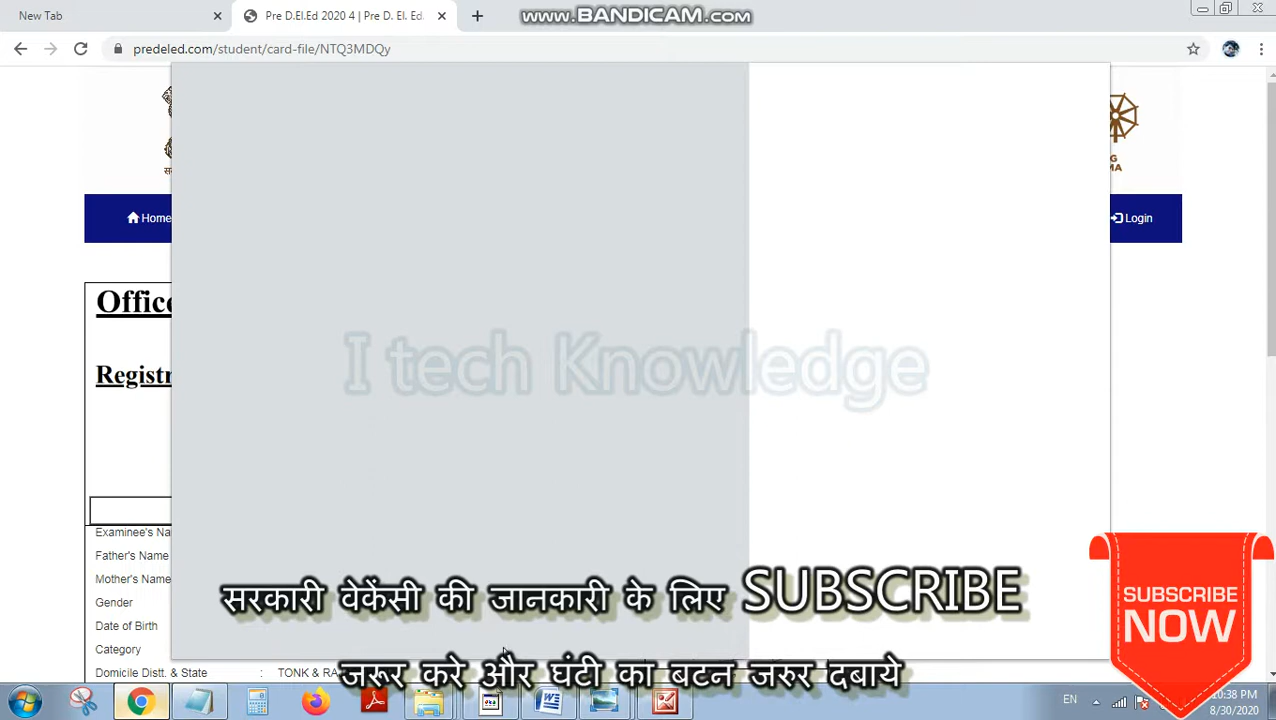 New Tab
Pre D.El.Ed 2020 4 | Pre D. El. Ed.
www.BANDICAM.com
predeled.com/student/card-file/NTQ3MDQy
Home
Login
Office
Registr
I tech Knowledge
Examinee's Na
Father's Name
Mother's Name
Gender
Date of Birth
Category
Domicile Distt. & State : TONK & RA
सरकारी वेकेंसी की जानकारी के लिए SUBSCRIBE
जरूर करे और घंटी का बटन जरुर दबाये
SUBSCRIBE
NOW
EN
10:38 PM
8/30/2020